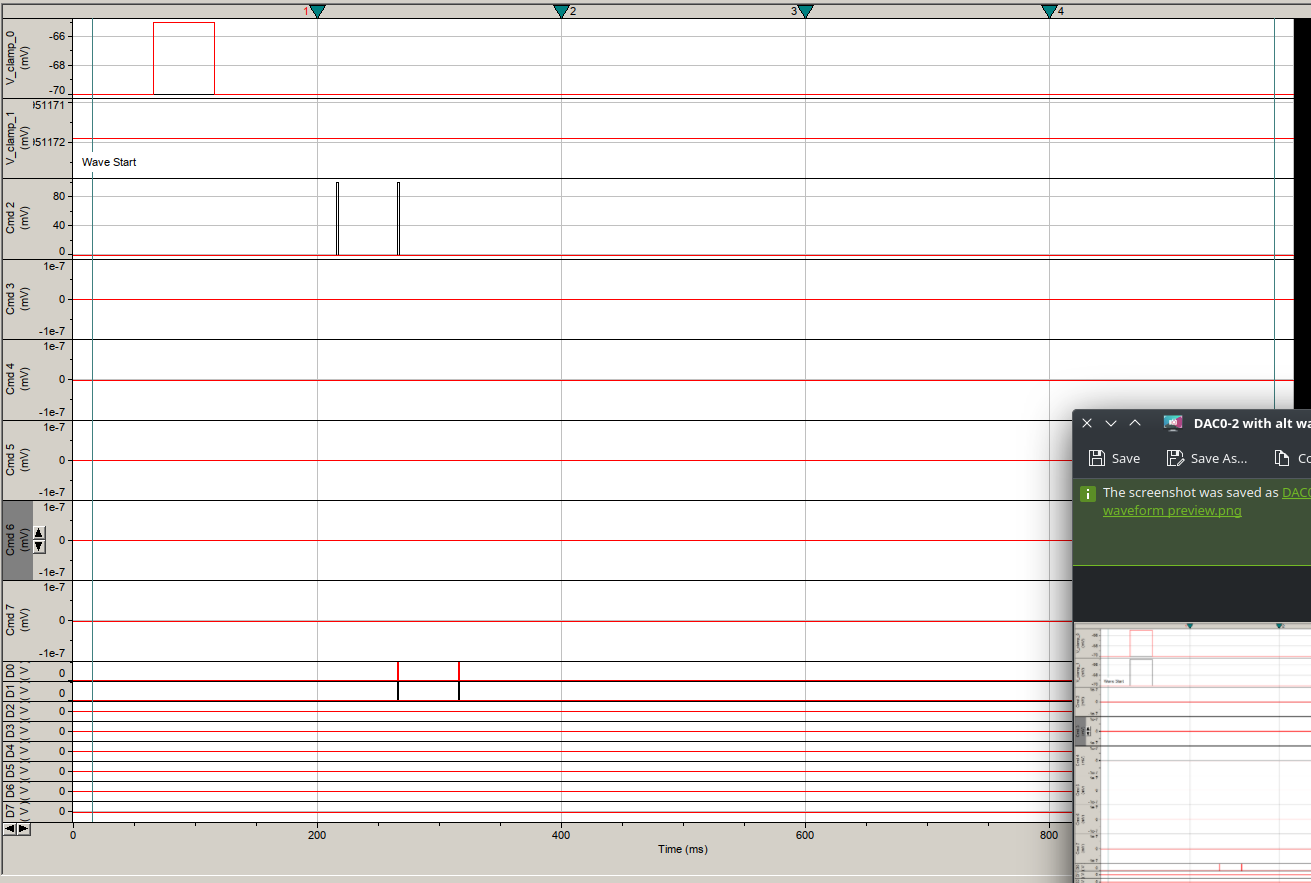 1 2 3 4
V_clamp_0
(mV)
-66
-68
-70
V_clamp_1
(mV)
951171
951172
Wave Start
Cmd 2
(mV)
80
40
0
Cmd 3
(mV)
1e-7
0
-1e-7
Cmd 4
(mV)
1e-7
0
-1e-7
Cmd 5
(mV)
1e-7
0
-1e-7
Cmd 6
(mV)
1e-7
0
-1e-7
Cmd 7
(mV)
1e-7
0
-1e-7
D0 (V) 0
D1 (V) 0
D2 (V) 0
D3 (V) 0
D4 (V) 0
D5 (V) 0
D6 (V) 0
D7 (V) 0
0 200 400 600 800
Time (ms)
DAC0-2 with alt wa
Save Save As... Co
The screenshot was saved as DAC0
waveform preview.png
Wave Start